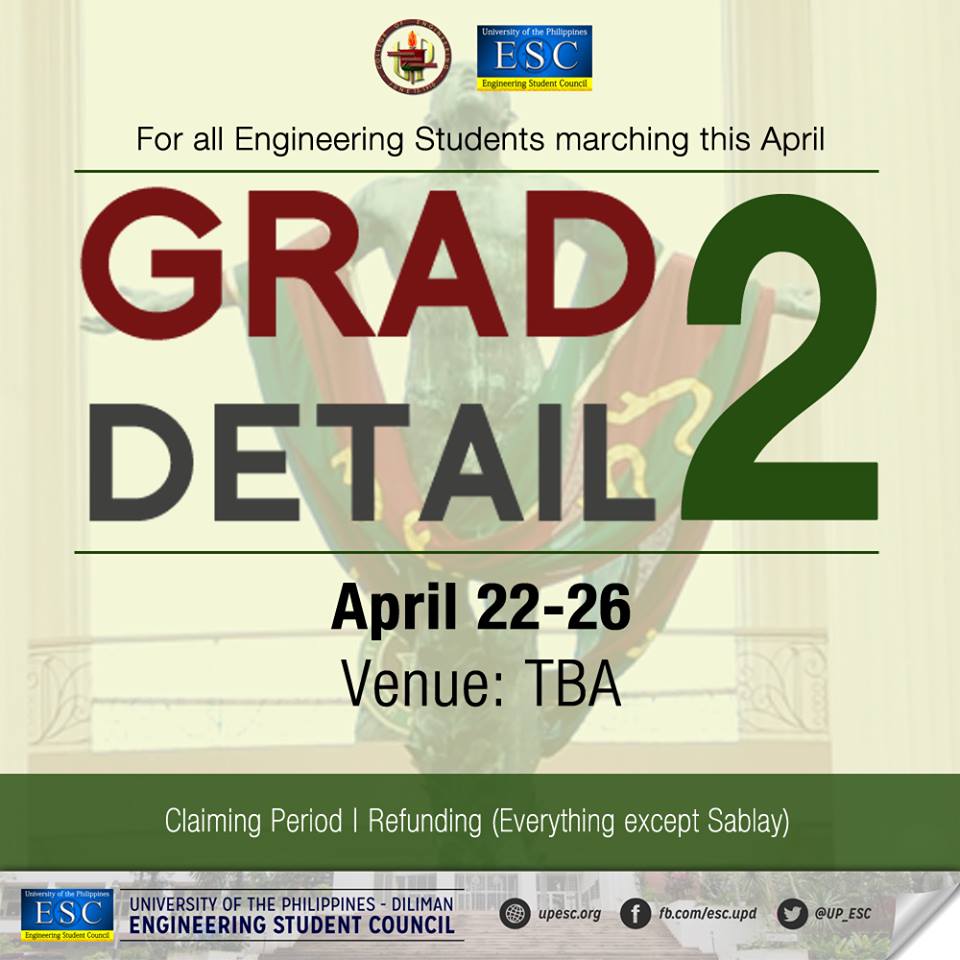 University of the Philippines
ESC
Engineering Student Council
For all Engineering Students marching this April
GRAD
DETAIL
2
April 22-26
Venue: TBA
Claiming Period | Refunding (Everything except Sablay)
University of the Philippines
ESC
Engineering Student Council
UNIVERSITY OF THE PHILIPPINES - DILIMAN
ENGINEERING STUDENT COUNCIL
upesc.org
fb.com/esc.upd
@UP_ESC